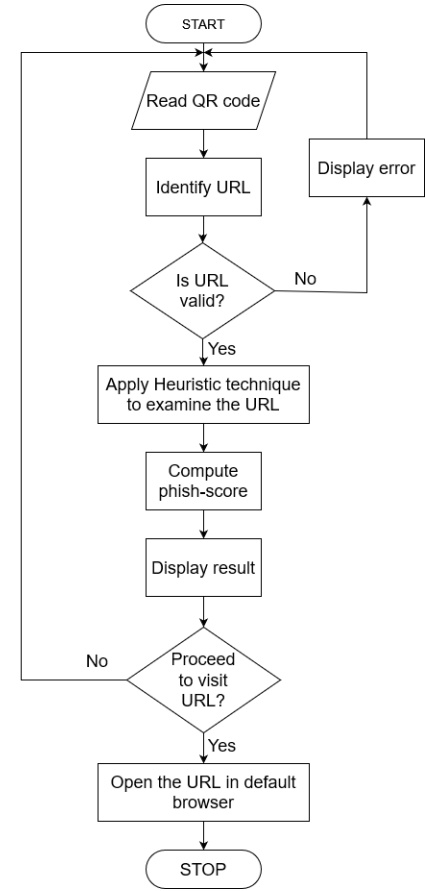 START
Read QR code
Display error
Identify URL
Is URL
valid?
No
Yes
Apply Heuristic technique
to examine the URL
Compute
phish-score
Display result
No
Proceed
to visit
URL?
Yes
Open the URL in default
browser
STOP